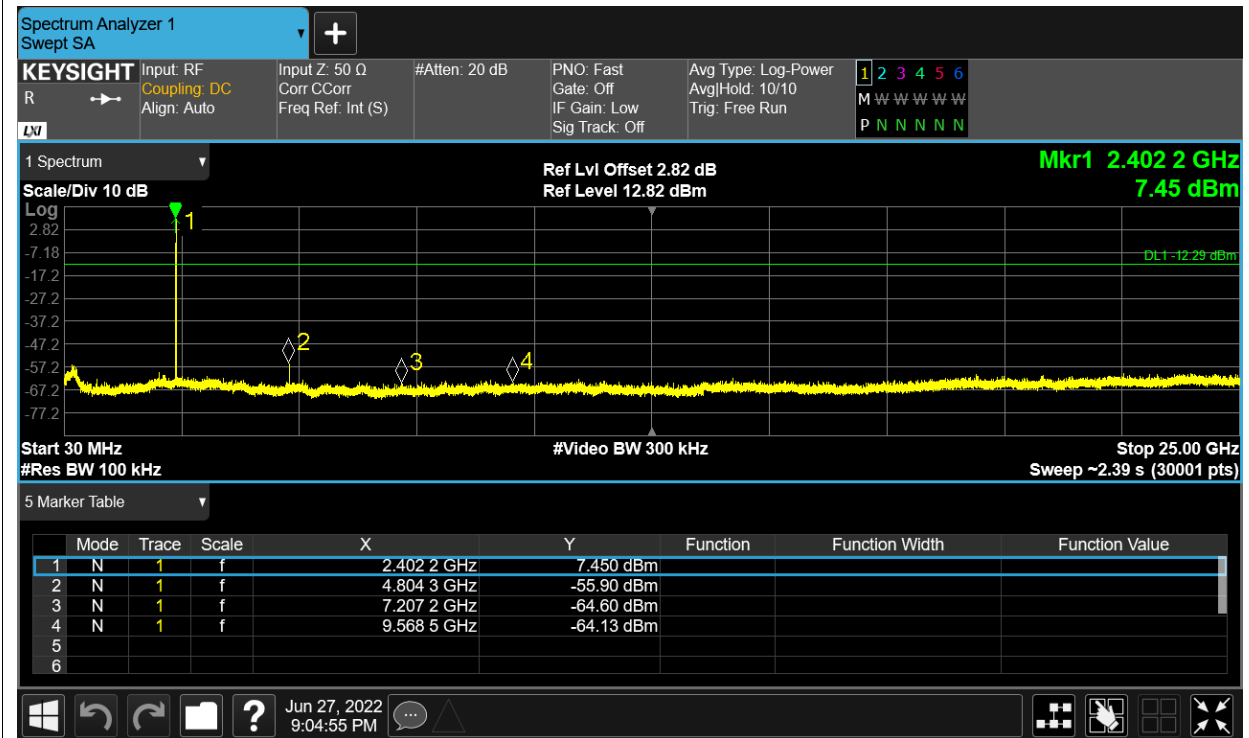 Spectrum Analyzer 1
Swept SA
KEYSIGHT
R
LXI
Input: RF
Coupling: DC
Align: Auto
Input Z: 50 Ω
Corr CCorr
Freq Ref: Int (S)
#Atten: 20 dB
PNO: Fast
Gate: Off
IF Gain: Low
Sig Track: Off
Avg Type: Log-Power
Avg|Hold: 10/10
Trig: Free Run
1 2 3 4 5 6
M W W W W W
P N N N N N
1 Spectrum
Ref Lvl Offset 2.82 dB
Mkr1 2.402 2 GHz
Scale/Div 10 dB
Ref Level 12.82 dBm
7.45 dBm
Log
2.82
-7.18
-17.2
-27.2
-37.2
-47.2
-57.2
-67.2
-77.2
1
DL1 -12.29 dBm
2
3
4
Start 30 MHz
#Video BW 300 kHz
Stop 25.00 GHz
#Res BW 100 kHz
Sweep ~2.39 s (30001 pts)
5 Marker Table
Mode Trace Scale X Y Function Function Width Function Value
1 N 1 f 2.402 2 GHz 7.450 dBm
2 N 1 f 4.804 3 GHz -55.90 dBm
3 N 1 f 7.207 2 GHz -64.60 dBm
4 N 1 f 9.568 5 GHz -64.13 dBm
5
6
?
Jun 27, 2022
9:04:55 PM